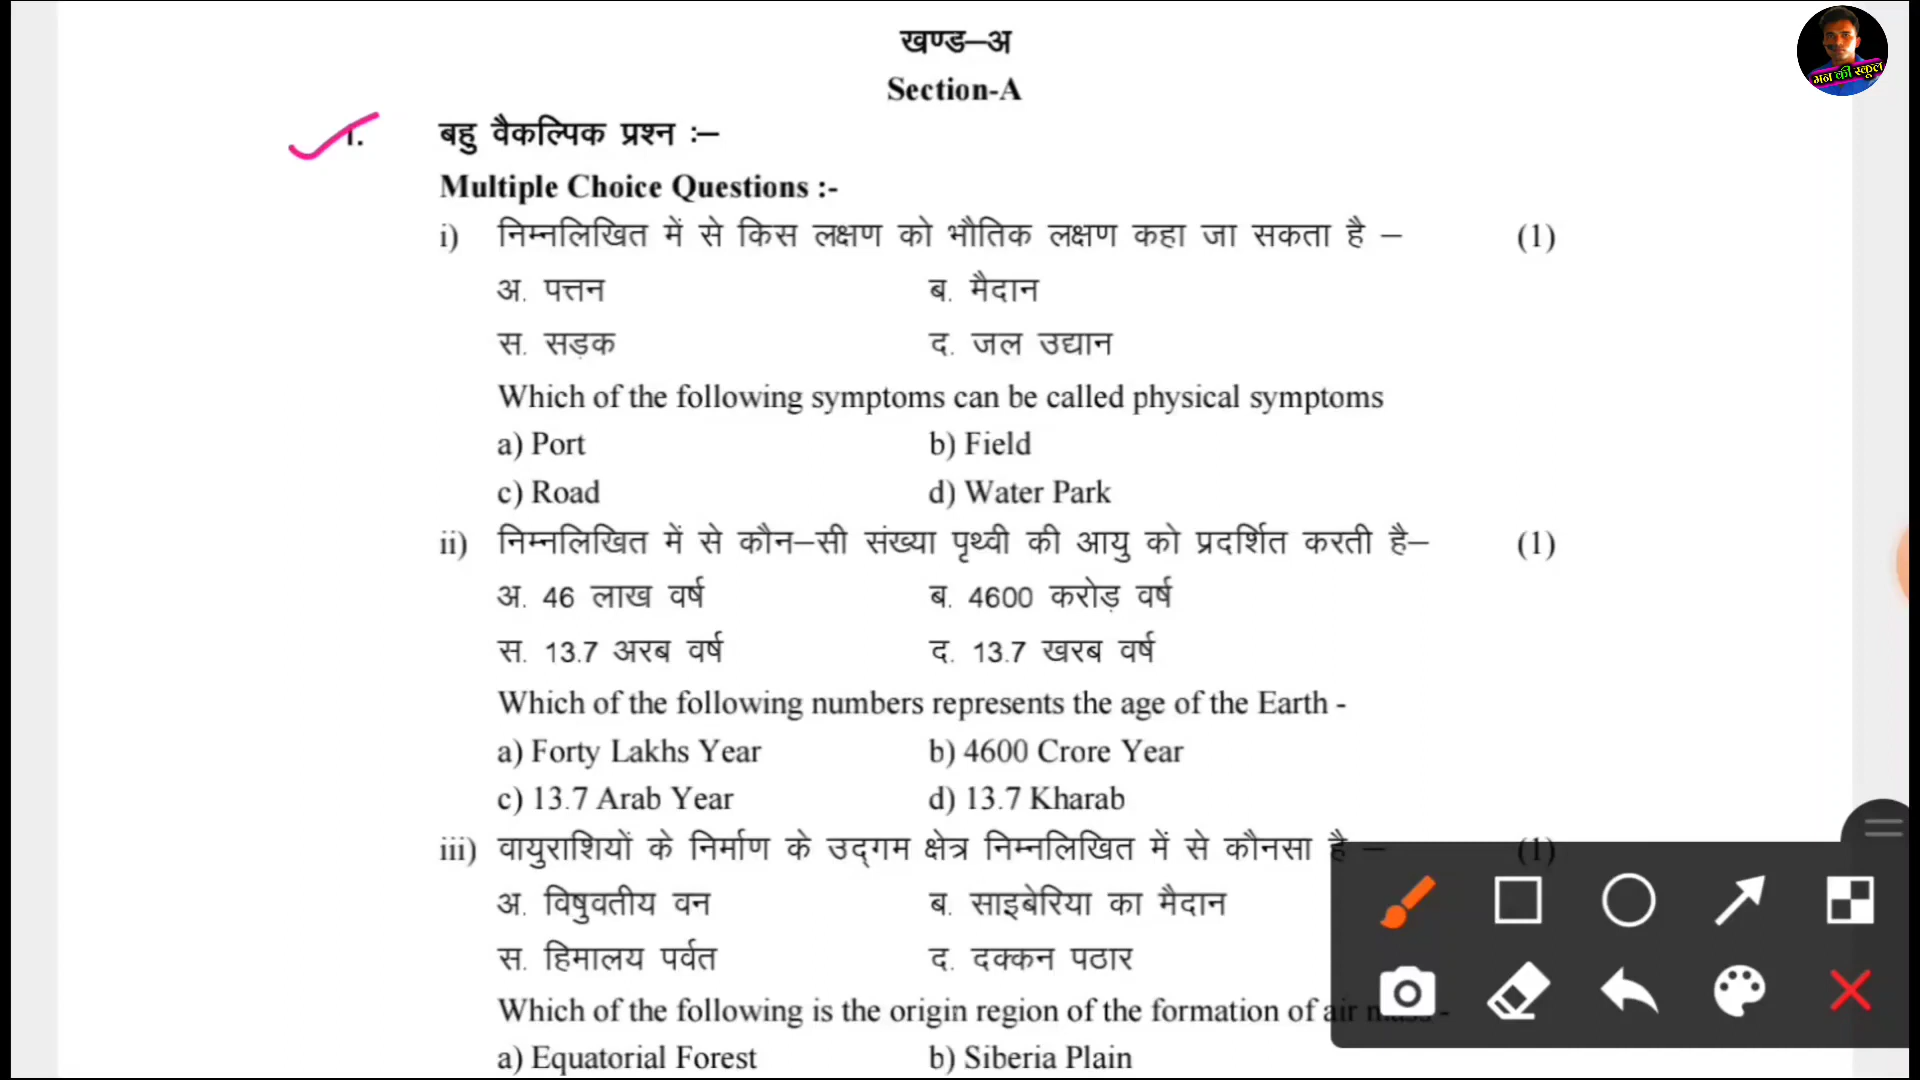 खण्ड–अ
Section-A
1. बहु वैकल्पिक प्रश्न :–
Multiple Choice Questions :-
i) निम्नलिखित में से किस लक्षण को भौतिक लक्षण कहा जा सकता है – (1)
अ. पत्तन ब. मैदान
स. सड़क द. जल उद्यान
Which of the following symptoms can be called physical symptoms
a) Port b) Field
c) Road d) Water Park
ii) निम्नलिखित में से कौन–सी संख्या पृथ्वी की आयु को प्रदर्शित करती है– (1)
अ. 46 लाख वर्ष ब. 4600 करोड़ वर्ष
स. 13.7 अरब वर्ष द. 13.7 खरब वर्ष
Which of the following numbers represents the age of the Earth -
a) Forty Lakhs Year b) 4600 Crore Year
c) 13.7 Arab Year d) 13.7 Kharab
iii) वायुराशियों के निर्माण के उद्गम क्षेत्र निम्नलिखित में से कौनसा है – (1)
अ. विषुवतीय वन ब. साइबेरिया का मैदान
स. हिमालय पर्वत द. दक्कन पठार
Which of the following is the origin region of the formation of air mass -
a) Equatorial Forest b) Siberia Plain
मन की स्कूल